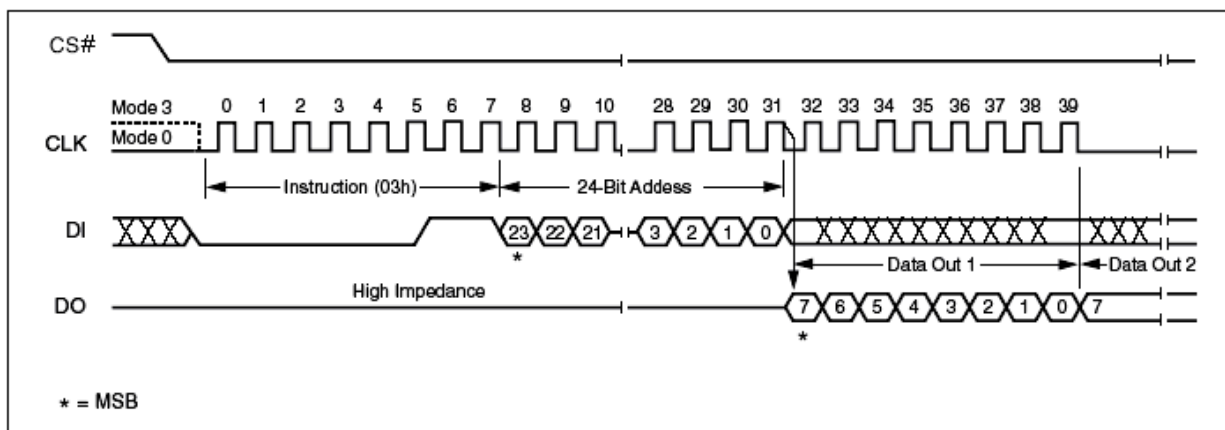 CS#
Mode 3 0 1 2 3 4 5 6 7 8 9 10 28 29 30 31 32 33 34 35 36 37 38 39
CLK Mode 0
Instruction (03h) 24-Bit Addess
DI 23 22 21 3 2 1 0
* Data Out 1 Data Out 2
High Impedance
DO 7 6 5 4 3 2 1 0 7
*
* = MSB